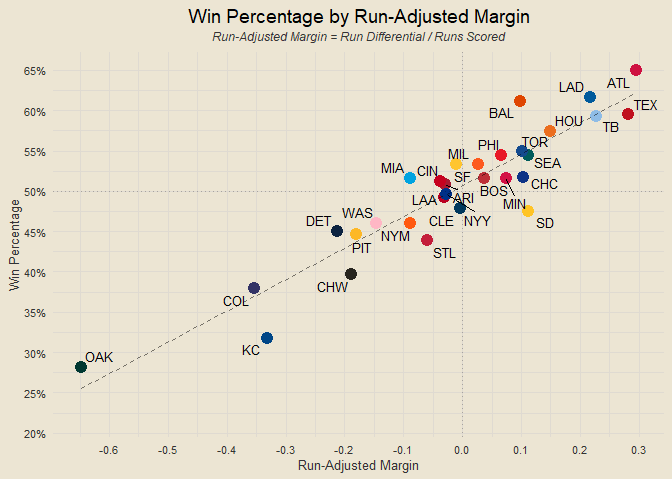 Win Percentage by Run-Adjusted Margin
Run-Adjusted Margin = Run Differential / Runs Scored
65%
60%
55%
50%
45%
40%
35%
30%
25%
20%
Win Percentage
ATL
LAD
TEX
BAL
HOU
TB
PHI
TOR
MIL
SEA
MIA
CIN
SF
CHC
BOS
LAA
ARI
MIN
WAS
DET
CLE
NYY
SD
NYM
PIT
STL
CHW
COL
KC
OAK
-0.6
-0.5
-0.4
-0.3
-0.2
-0.1
0.0
0.1
0.2
0.3
Run-Adjusted Margin